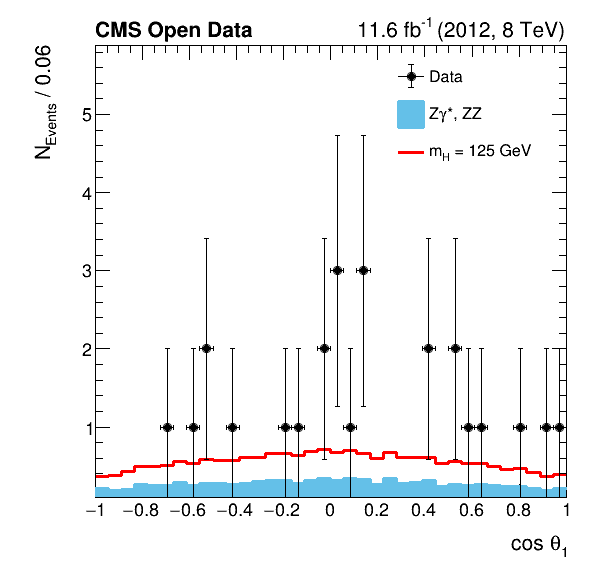 CMS Open Data 11.6 fb⁻¹ (2012, 8 TeV)
N_Events / 0.06
Data
Zγ*, ZZ
m_H = 125 GeV
5
4
3
2
1
−1 −0.8 −0.6 −0.4 −0.2 0 0.2 0.4 0.6 0.8 1
cos θ₁